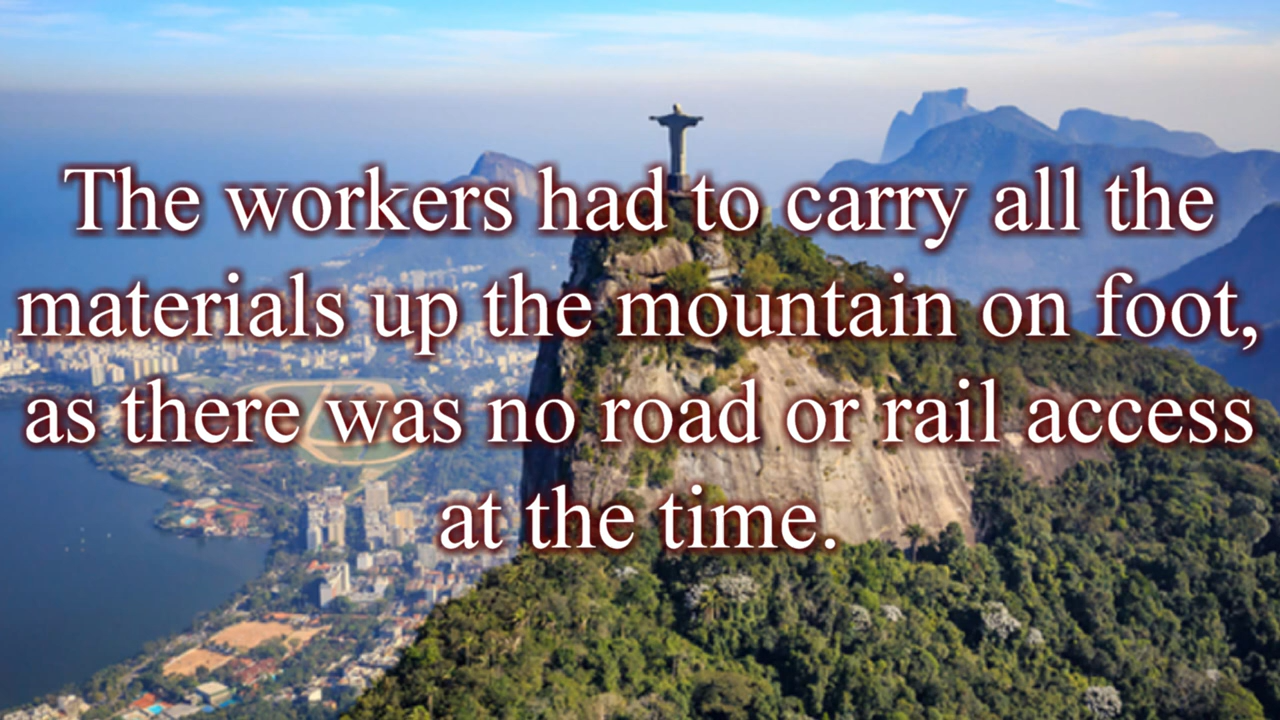 The workers had to carry all the
materials up the mountain on foot,
as there was no road or rail access
at the time.